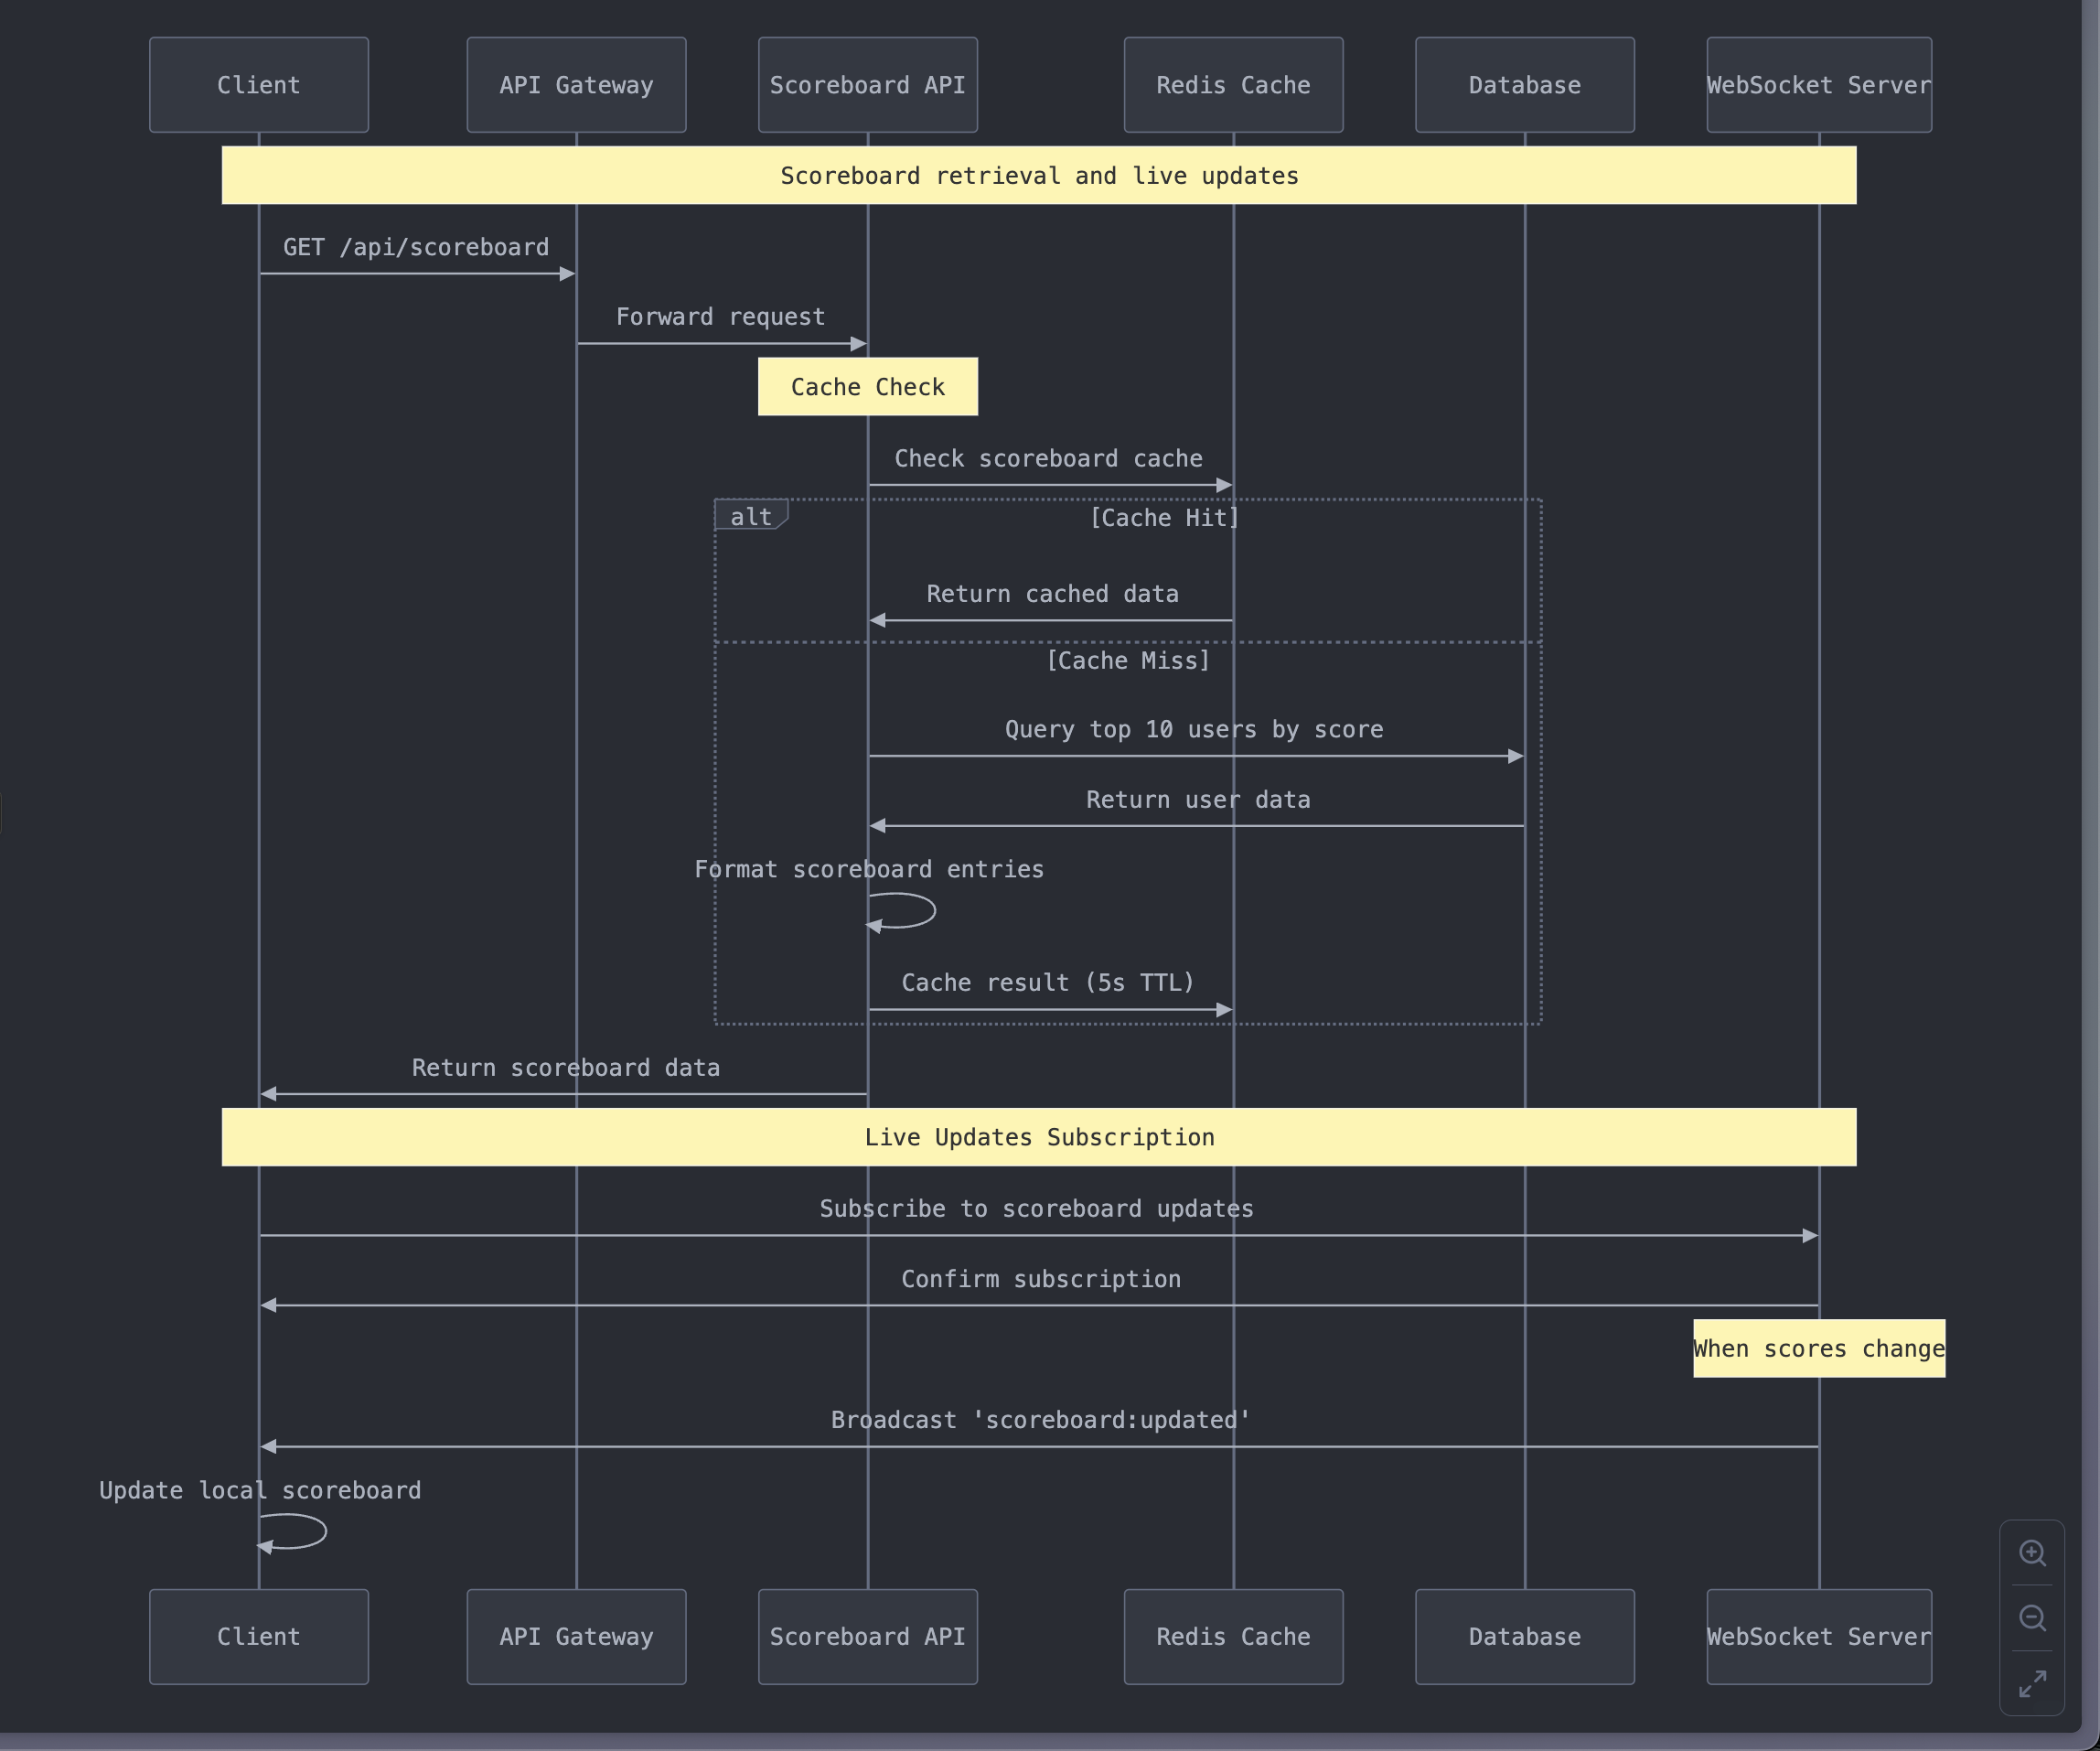 Client
API Gateway
Scoreboard API
Redis Cache
Database
WebSocket Server
Scoreboard retrieval and live updates
GET /api/scoreboard
Forward request
Cache Check
Check scoreboard cache
alt
[Cache Hit]
Return cached data
[Cache Miss]
Query top 10 users by score
Return user data
Format scoreboard entries
Cache result (5s TTL)
Return scoreboard data
Live Updates Subscription
Subscribe to scoreboard updates
Confirm subscription
When scores change
Broadcast 'scoreboard:updated'
Update local scoreboard
Client
API Gateway
Scoreboard API
Redis Cache
Database
WebSocket Server